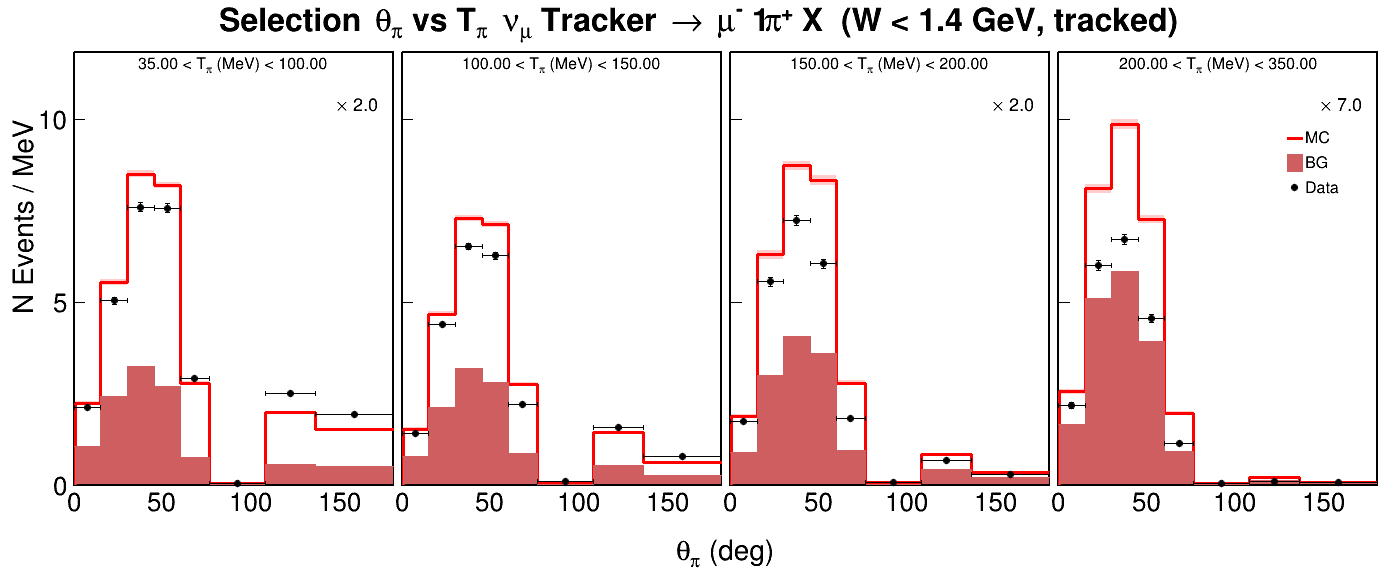 Selection θπ vs Tπ νμ Tracker → μ- 1π+ X (W < 1.4 GeV, tracked)
35.00 < Tπ (MeV) < 100.00
100.00 < Tπ (MeV) < 150.00
150.00 < Tπ (MeV) < 200.00
200.00 < Tπ (MeV) < 350.00
× 2.0
× 2.0
× 7.0
MC
BG
Data
N Events / MeV
10
5
0
0 50 100 150
0 50 100 150
0 50 100 150
0 50 100 150
θπ (deg)